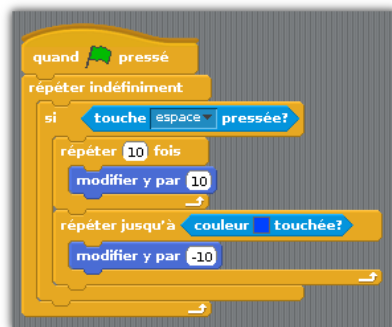 quand pressé
répéter indéfiniment
si touche espace pressée?
répéter 10 fois
modifier y par 10
répéter jusqu'à couleur touchée?
modifier y par -10